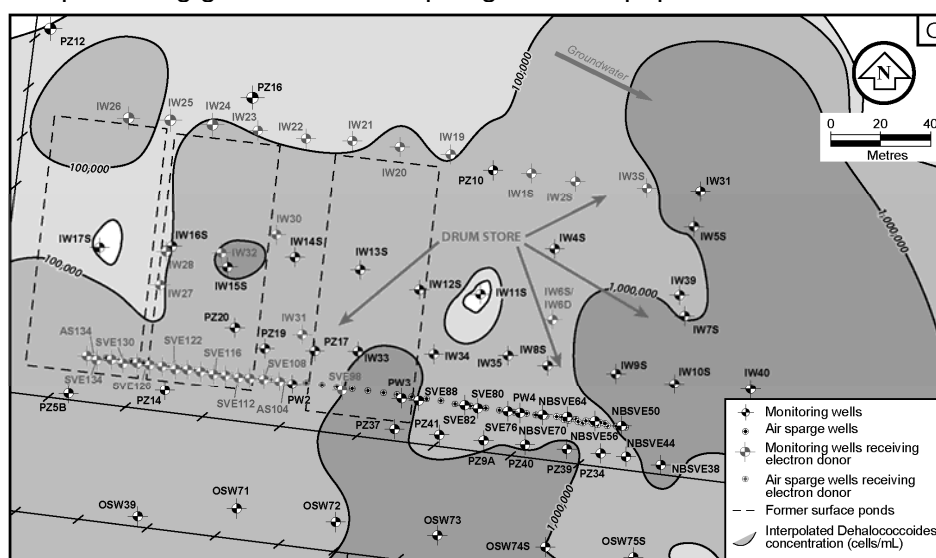 PZ12
C
Groundwater
100,000
N
PZ16
IW26
IW25
IW24
IW23
IW22
IW21
IW20
IW19
0 20 40
Metres
100,000
PZ10
IW1S
IW2S
IW3S
IW31
1,000,000
IW30
DRUM STORE
IW5S
IW17S
IW16S
IW32
IW14S
IW13S
IW4S
IW28
IW15S
100,000
IW27
IW12S
IW11S
IW6S/
IW6D
1,000,000
IW39
IW7S
AS134
SVE130
SVE122
PZ20
PZ19
IW31
PZ17
SVE116
SVE108
IW33
IW34
IW35
IW8S
IW9S
IW10S
IW40
SVE134
SVE126
SVE98
PW3
SVE88
SVE80
PW4
NBSVE64
NBSVE50
PZ5B
PZ14
SVE112
AS104
PW2
PZ37
PZ41
SVE82
SVE76
NBSVE70
NBSVE56
NBSVE44
PZ9A
PZ40
PZ39
PZ34
NBSVE38
OSW39
OSW71
OSW72
OSW73
1,000,000
OSW74S
OSW75S
Monitoring wells
Air sparge wells
Monitoring wells receiving
electron donor
Air sparge wells receiving
electron donor
Former surface ponds
Interpolated Dehalococcoides
concentration (cells/mL)